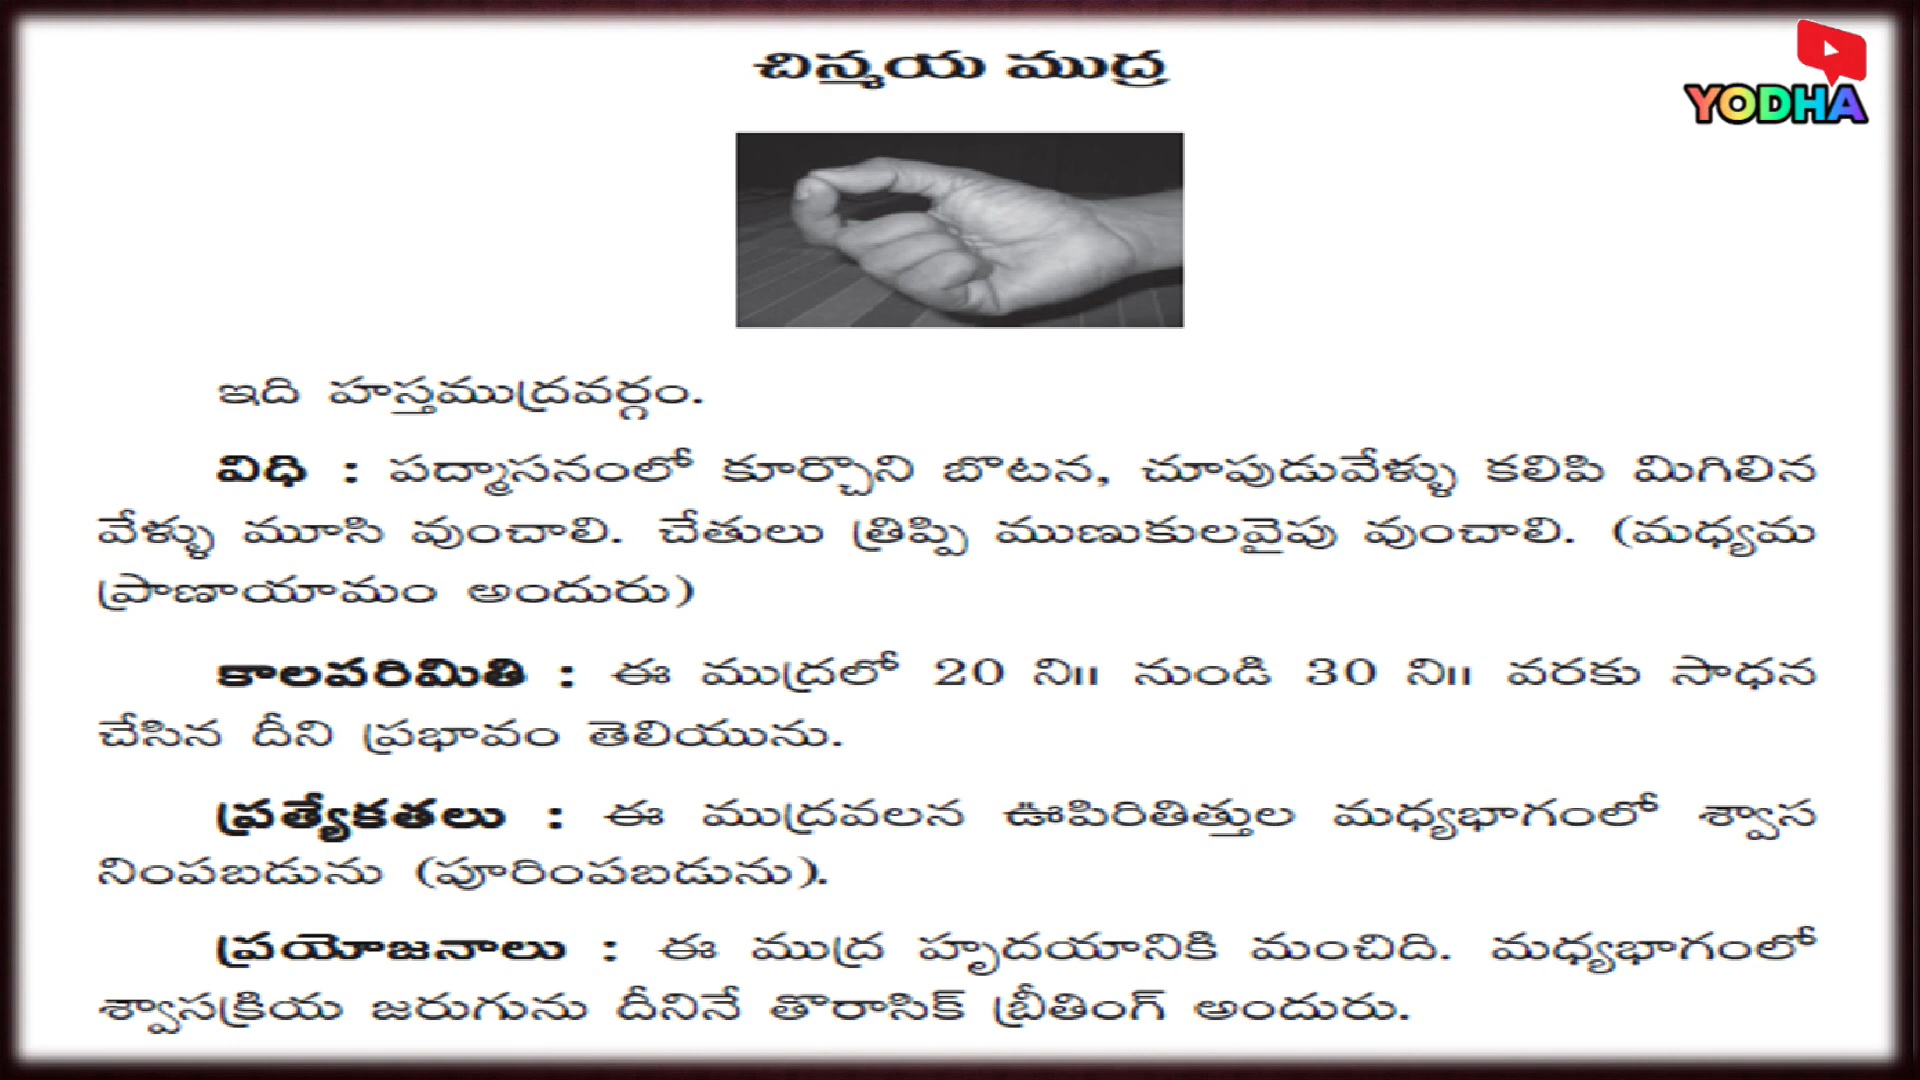 చిన్మయ ముద్ర
YODHA
ఇది హస్తముద్రవర్గం.
విధి : పద్మాసనంలో కూర్చొని బొటన, చూపుడువేళ్ళు కలిపి మిగిలిన
వేళ్ళు మూసి వుంచాలి. చేతులు త్రిప్పి ముణుకులవైపు వుంచాలి. (మధ్యమ
ప్రాణాయామం అందురు)
కాలపరిమితి : ఈ ముద్రలో 20 ని॥ నుండి 30 ని॥ వరకు సాధన
చేసిన దీని ప్రభావం తెలియును.
ప్రత్యేకతలు : ఈ ముద్రవలన ఊపిరితిత్తుల మధ్యభాగంలో శ్వాస
నింపబడును (పూరింపబడును).
ప్రయోజనాలు : ఈ ముద్ర హృదయానికి మంచిది. మధ్యభాగంలో
శ్వాసక్రియ జరుగును దీనినే తొరాసిక్ బ్రీతింగ్ అందురు.